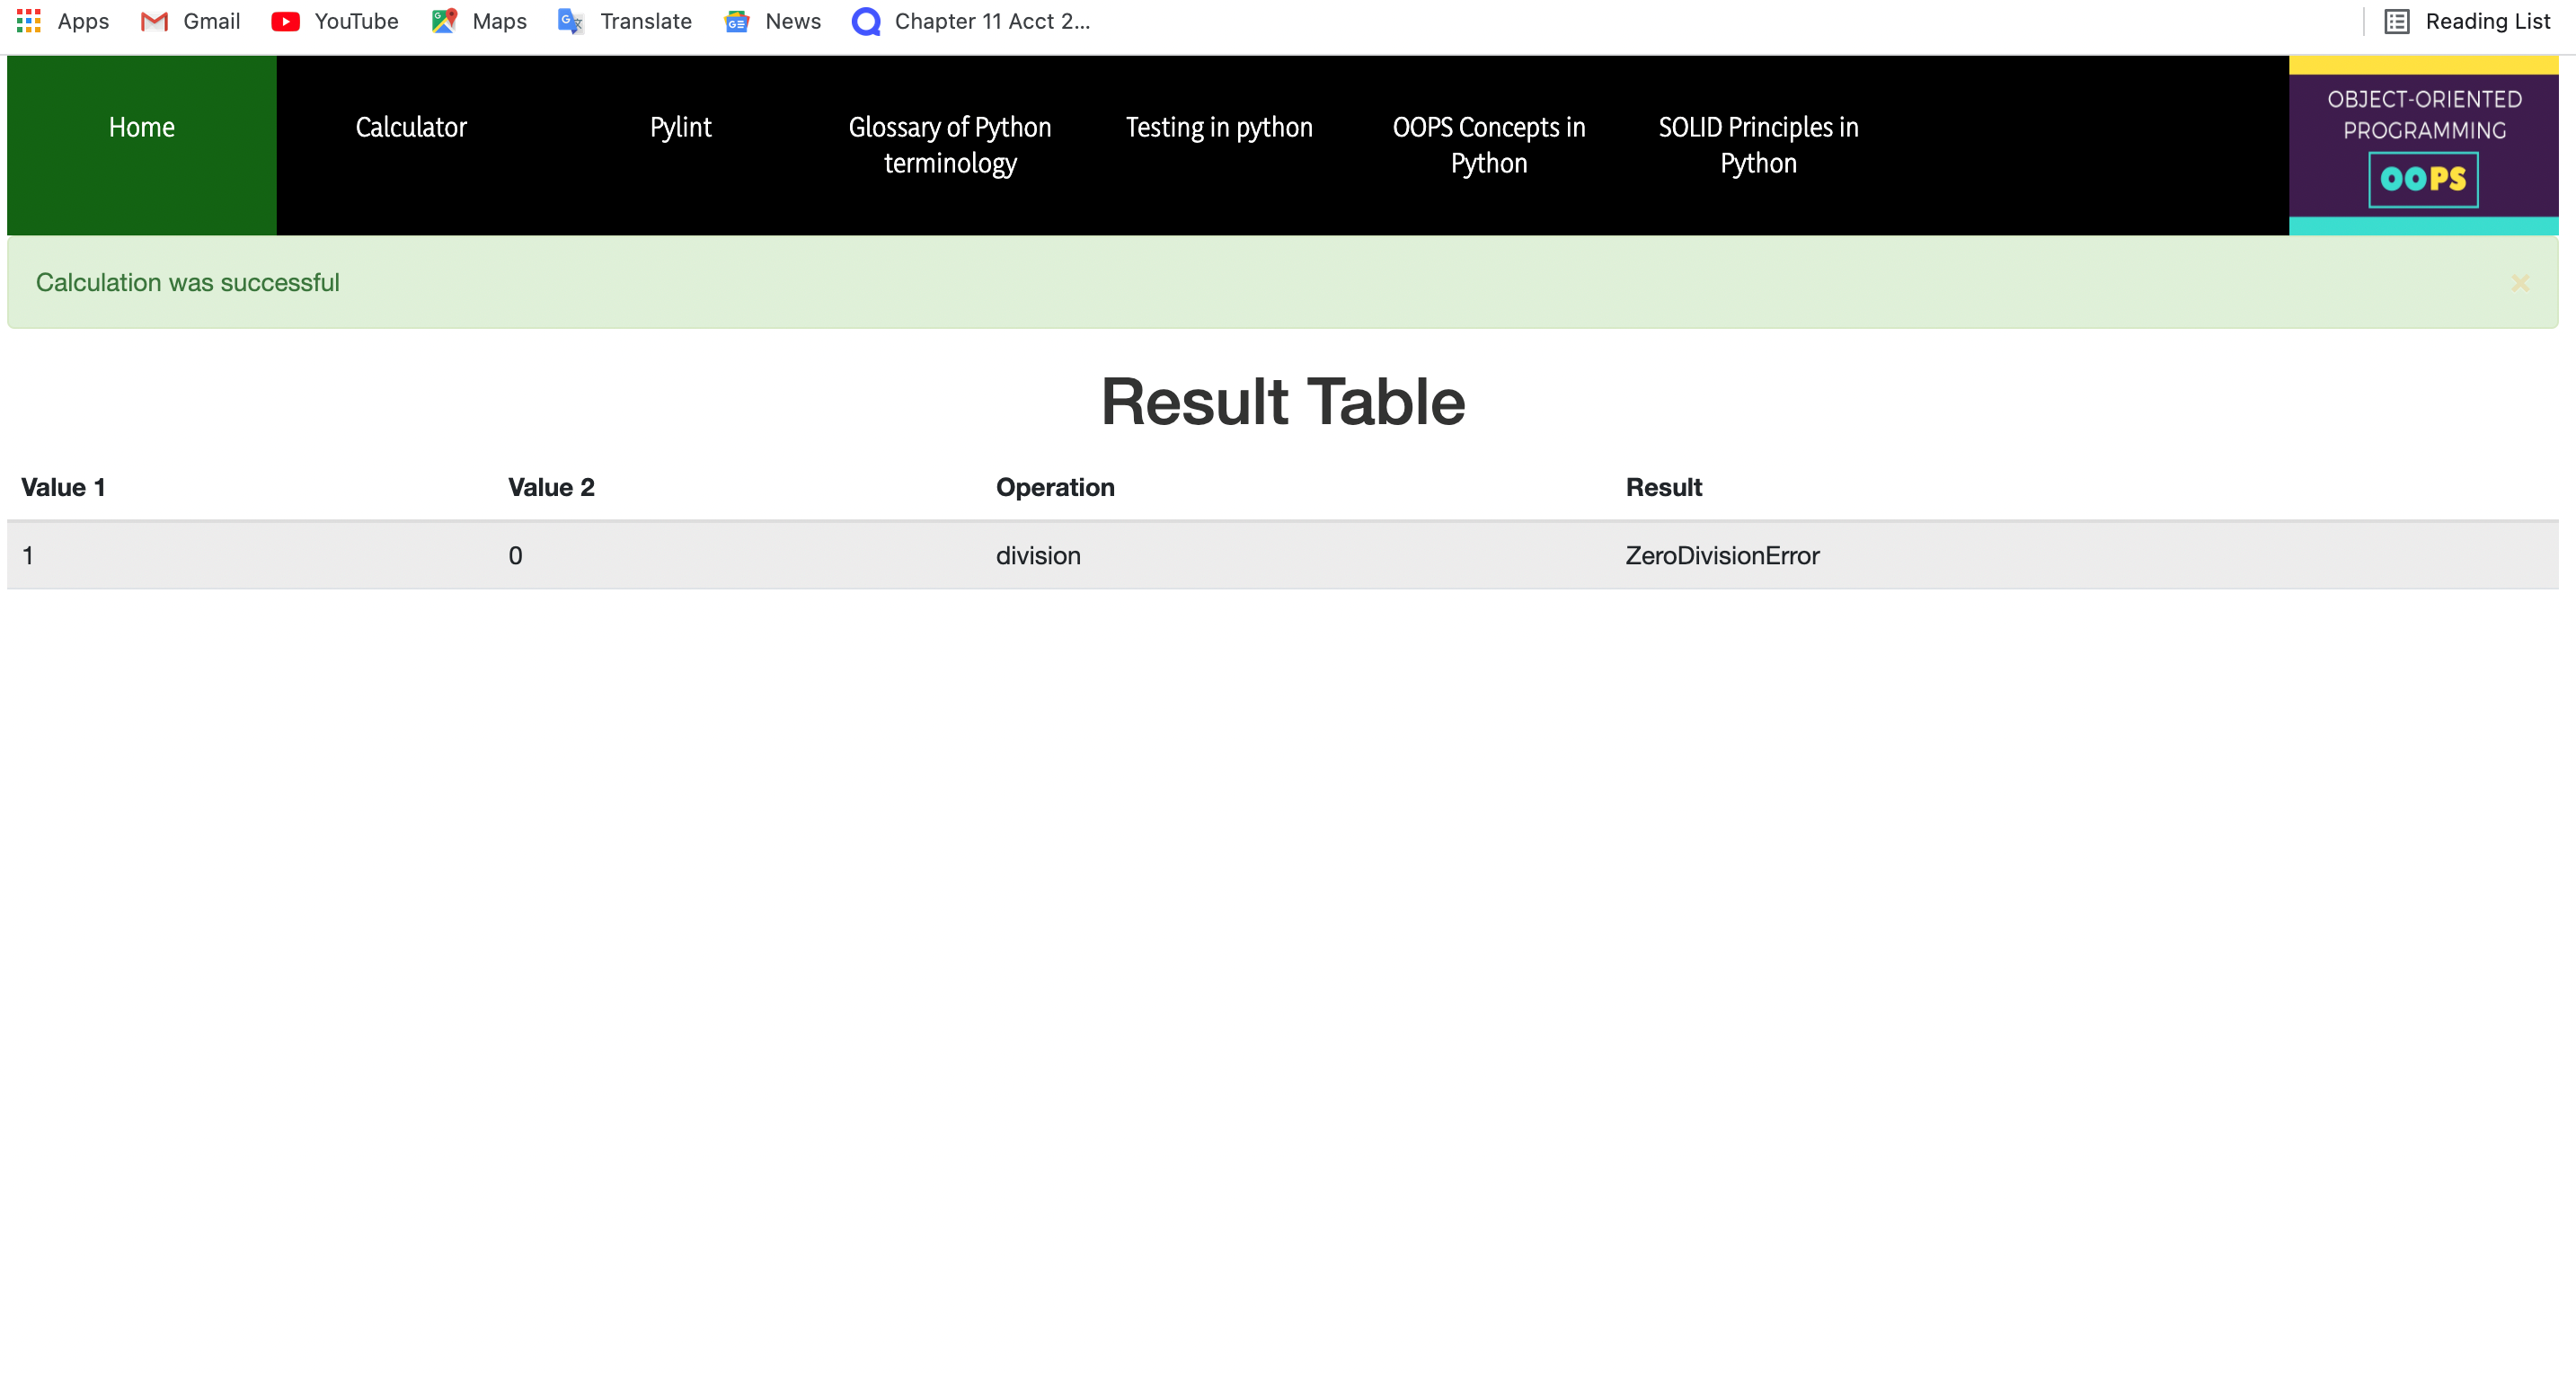 Apps Gmail YouTube Maps Translate News Chapter 11 Acct 2... Reading List
Home Calculator Pylint Glossary of Python terminology Testing in python OOPS Concepts in Python SOLID Principles in Python
OBJECT-ORIENTED
PROGRAMMING
OOPS
Calculation was successful ×
Result Table
Value 1 Value 2 Operation Result
1 0 division ZeroDivisionError